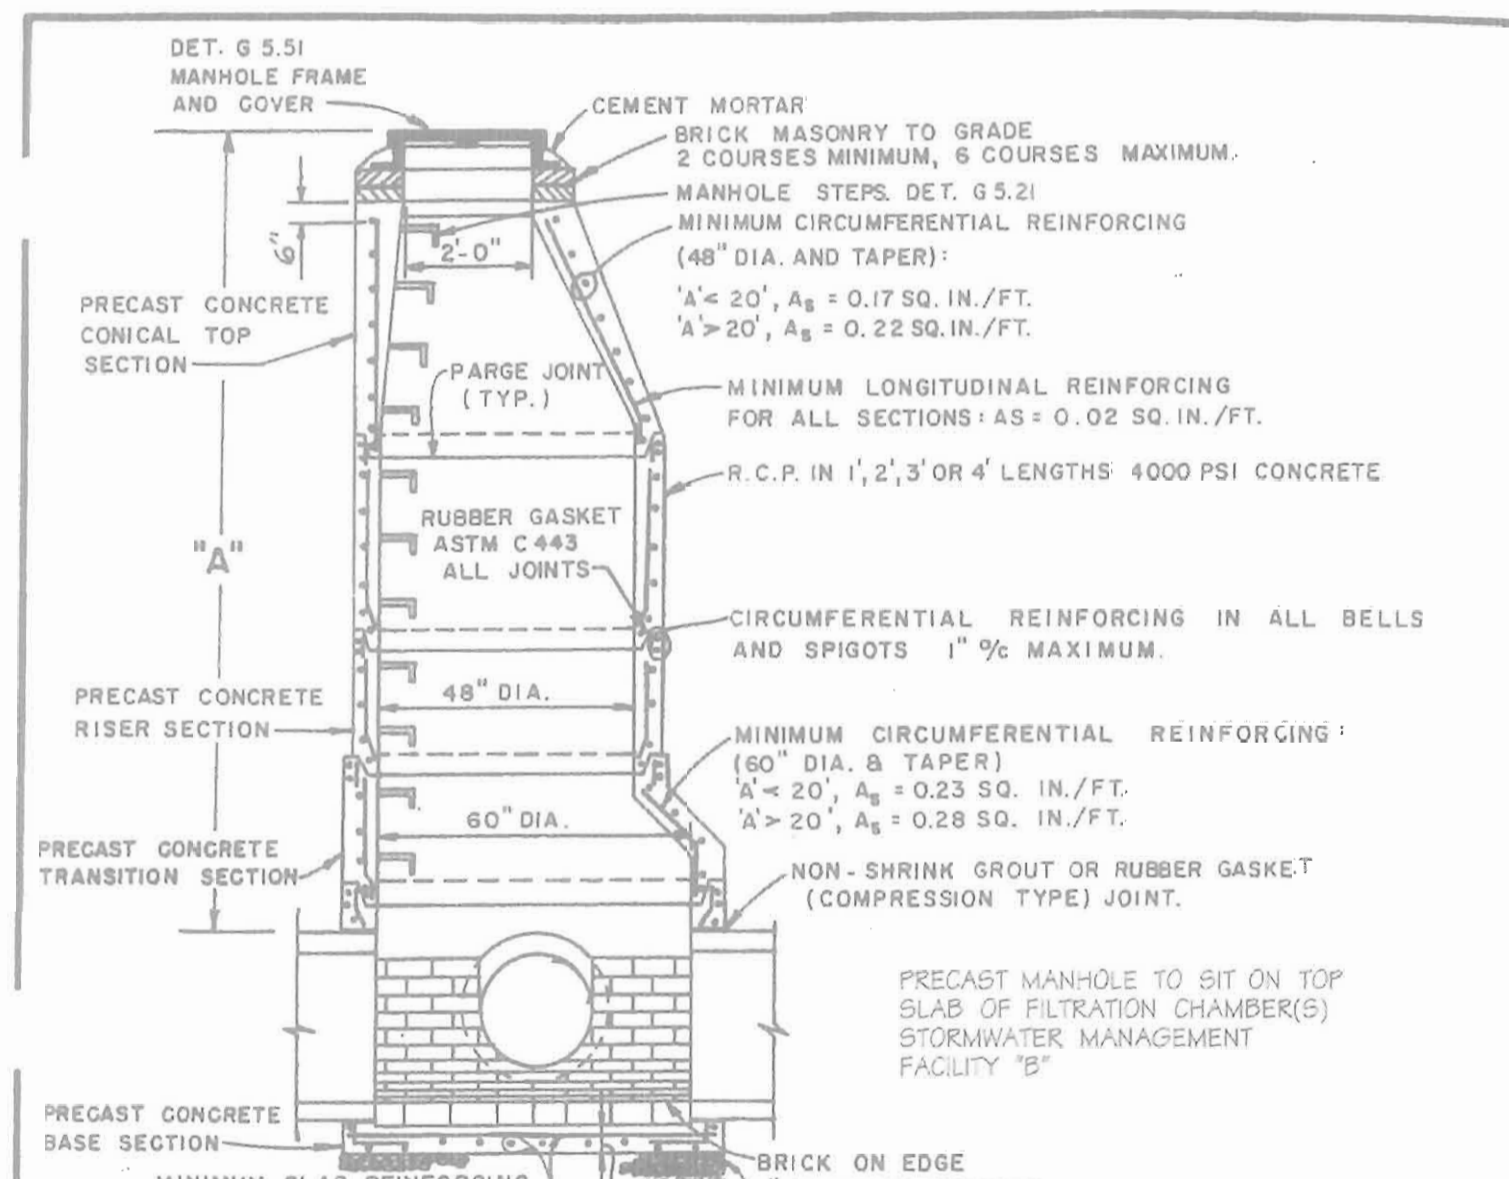 DET. G 5.51
MANHOLE FRAME
AND COVER
CEMENT MORTAR
BRICK MASONRY TO GRADE
2 COURSES MINIMUM, 6 COURSES MAXIMUM.
MANHOLE STEPS. DET. G 5.21
MINIMUM CIRCUMFERENTIAL REINFORCING
(48" DIA. AND TAPER):
'A'< 20', As = 0.17 SQ. IN./FT.
'A'> 20', As = 0.22 SQ.IN./FT.
6"
2'-0"
PRECAST CONCRETE
CONICAL TOP
SECTION
PARGE JOINT
(TYP.)
MINIMUM LONGITUDINAL REINFORCING
FOR ALL SECTIONS: AS = 0.02 SQ.IN./FT.
R.C.P. IN 1', 2', 3' OR 4' LENGTHS 4000 PSI CONCRETE
RUBBER GASKET
ASTM C 443
ALL JOINTS
"A"
CIRCUMFERENTIAL REINFORCING IN ALL BELLS
AND SPIGOTS 1" o/c MAXIMUM.
PRECAST CONCRETE
RISER SECTION
48" DIA.
MINIMUM CIRCUMFERENTIAL REINFORCING:
(60" DIA. & TAPER)
'A'< 20', As = 0.23 SQ. IN./FT.
'A'> 20', As = 0.28 SQ. IN./FT.
60" DIA.
PRECAST CONCRETE
TRANSITION SECTION
NON-SHRINK GROUT OR RUBBER GASKET
(COMPRESSION TYPE) JOINT.
PRECAST MANHOLE TO SIT ON TOP
SLAB OF FILTRATION CHAMBER(S)
STORMWATER MANAGEMENT
FACILITY "B"
PRECAST CONCRETE
BASE SECTION
BRICK ON EDGE
MINIMUM SLAB REINFORCING